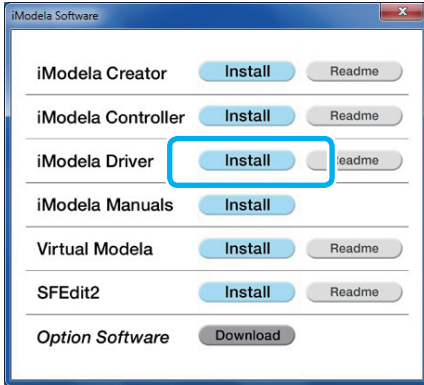 iModela Software
iModela Creator Install Readme
iModela Controller Install Readme
iModela Driver Install eadme
iModela Manuals Install
Virtual Modela Install Readme
SFEdit2 Install Readme
Option Software Download